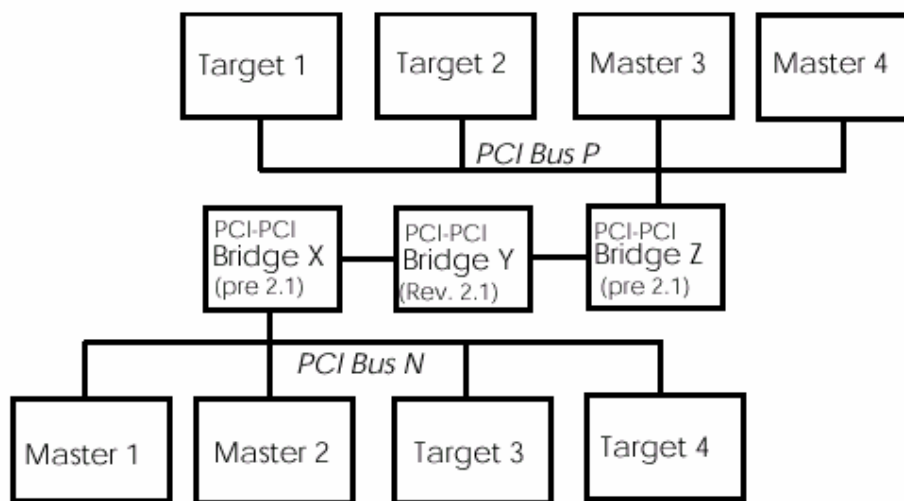 Target 1
Target 2
Master 3
Master 4
PCI Bus P
PCI-PCI
Bridge X
(pre 2.1)
PCI-PCI
Bridge Y
(Rev. 2.1)
PCI-PCI
Bridge Z
(pre 2.1)
PCI Bus N
Master 1
Master 2
Target 3
Target 4